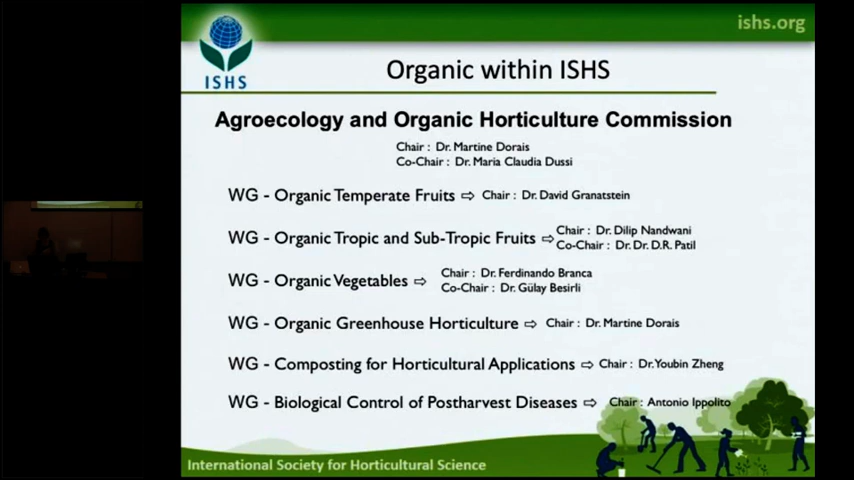 ishs.org
ISHS
Organic within ISHS
Agroecology and Organic Horticulture Commission
Chair : Dr. Martine Dorais
Co-Chair : Dr. Maria Claudia Dussi
WG - Organic Temperate Fruits ⇨ Chair : Dr. David Granatstein
WG - Organic Tropic and Sub-Tropic Fruits ⇨ Chair : Dr. Dilip Nandwani
Co-Chair : Dr. Dr. D.R. Patil
WG - Organic Vegetables ⇨ Chair : Dr. Ferdinando Branca
Co-Chair : Dr. Gülay Besirli
WG - Organic Greenhouse Horticulture ⇨ Chair : Dr. Martine Dorais
WG - Composting for Horticultural Applications ⇨ Chair : Dr. Youbin Zheng
WG - Biological Control of Postharvest Diseases ⇨ Chair : Antonio Ippolito
International Society for Horticultural Science